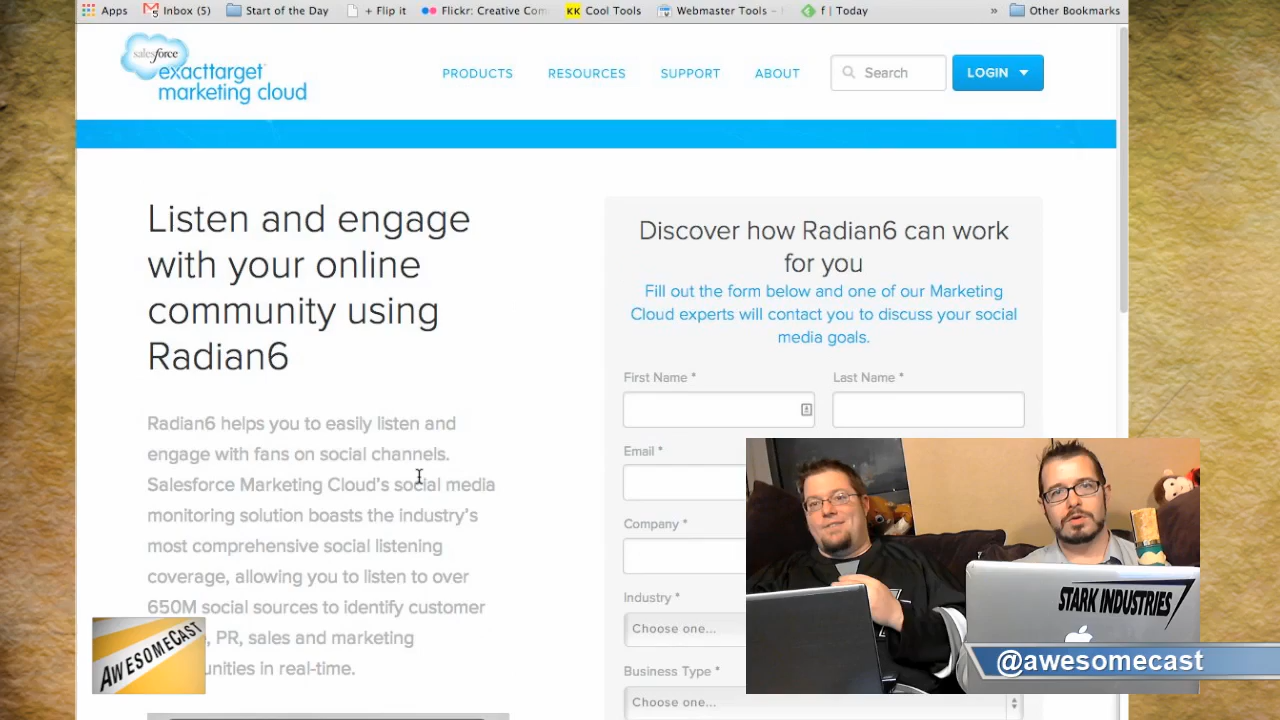 Apps Inbox (5) Start of the Day + Flip it Flickr: Creative Com Cool Tools Webmaster Tools - f | Today » Other Bookmarks
salesforce
exacttarget
marketing cloud
PRODUCTS RESOURCES SUPPORT ABOUT Search LOGIN
Listen and engage
with your online
community using
Radian6
Radian6 helps you to easily listen and
engage with fans on social channels.
Salesforce Marketing Cloud's social media
monitoring solution boasts the industry's
most comprehensive social listening
coverage, allowing you to listen to over
650M social sources to identify customer
, PR, sales and marketing
unities in real-time.
Discover how Radian6 can work
for you
Fill out the form below and one of our Marketing
Cloud experts will contact you to discuss your social
media goals.
First Name * Last Name *
Email *
Company *
Industry *
Choose one...
Business Type *
Choose one...
AWESOMECAST
STARK INDUSTRIES
@awesomecast